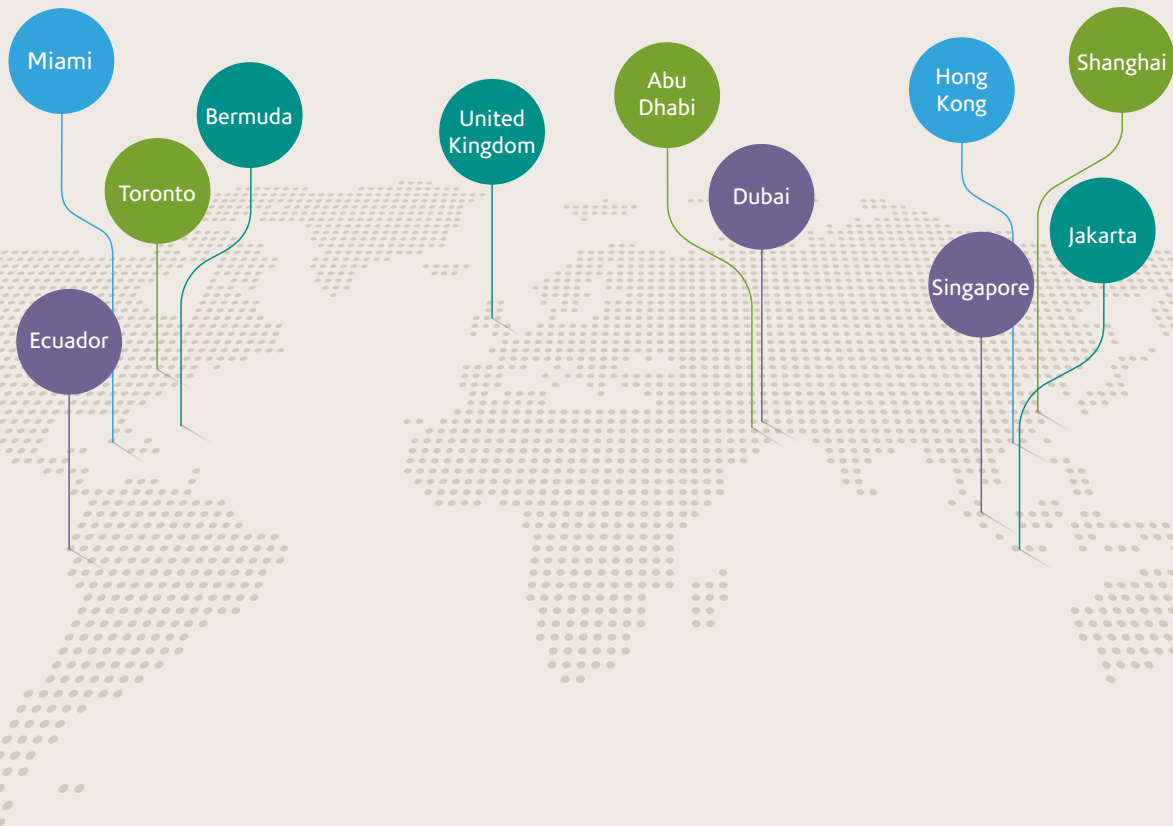 Miami
Bermuda
Toronto
Ecuador
United
Kingdom
Abu
Dhabi
Dubai
Hong
Kong
Shanghai
Jakarta
Singapore